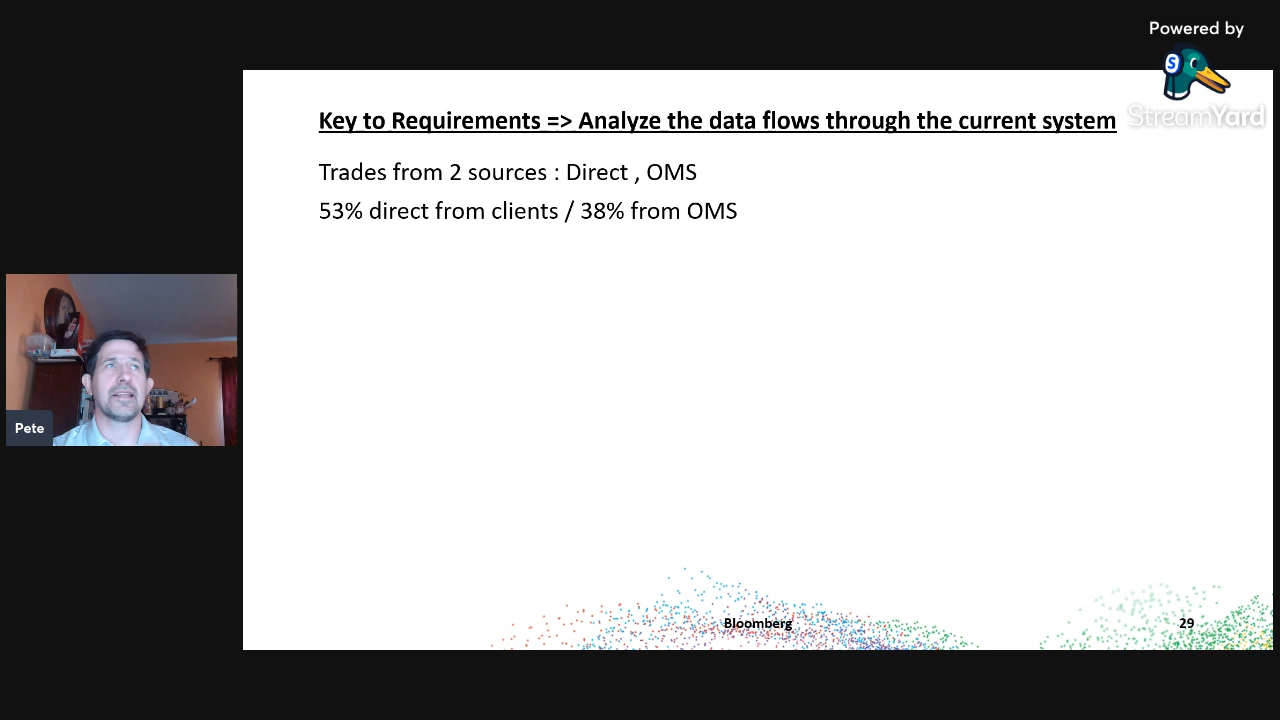 Powered by
StreamYard
Key to Requirements => Analyze the data flows through the current system
Trades from 2 sources : Direct , OMS
53% direct from clients / 38% from OMS
Pete
Bloomberg
29